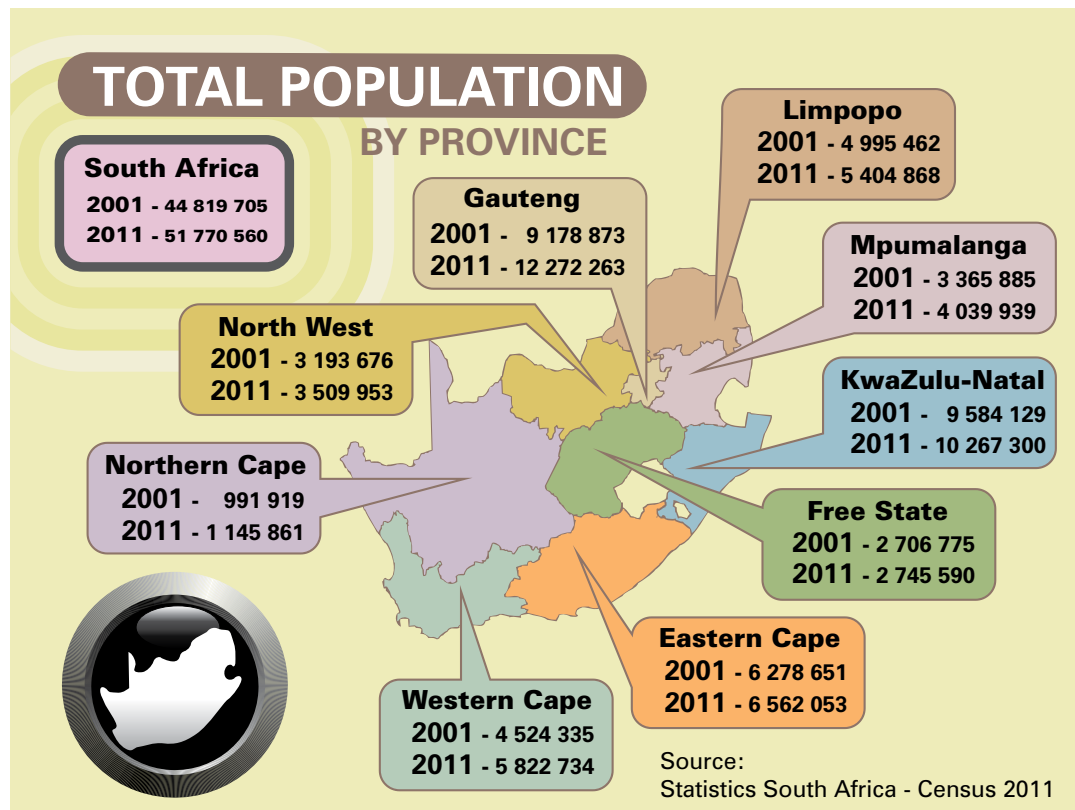 TOTAL POPULATION
BY PROVINCE
South Africa
2001 - 44 819 705
2011 - 51 770 560
Limpopo
2001 - 4 995 462
2011 - 5 404 868
Gauteng
2001 - 9 178 873
2011 - 12 272 263
Mpumalanga
2001 - 3 365 885
2011 - 4 039 939
North West
2001 - 3 193 676
2011 - 3 509 953
KwaZulu-Natal
2001 - 9 584 129
2011 - 10 267 300
Northern Cape
2001 - 991 919
2011 - 1 145 861
Free State
2001 - 2 706 775
2011 - 2 745 590
Eastern Cape
2001 - 6 278 651
2011 - 6 562 053
Western Cape
2001 - 4 524 335
2011 - 5 822 734
Source:
Statistics South Africa - Census 2011